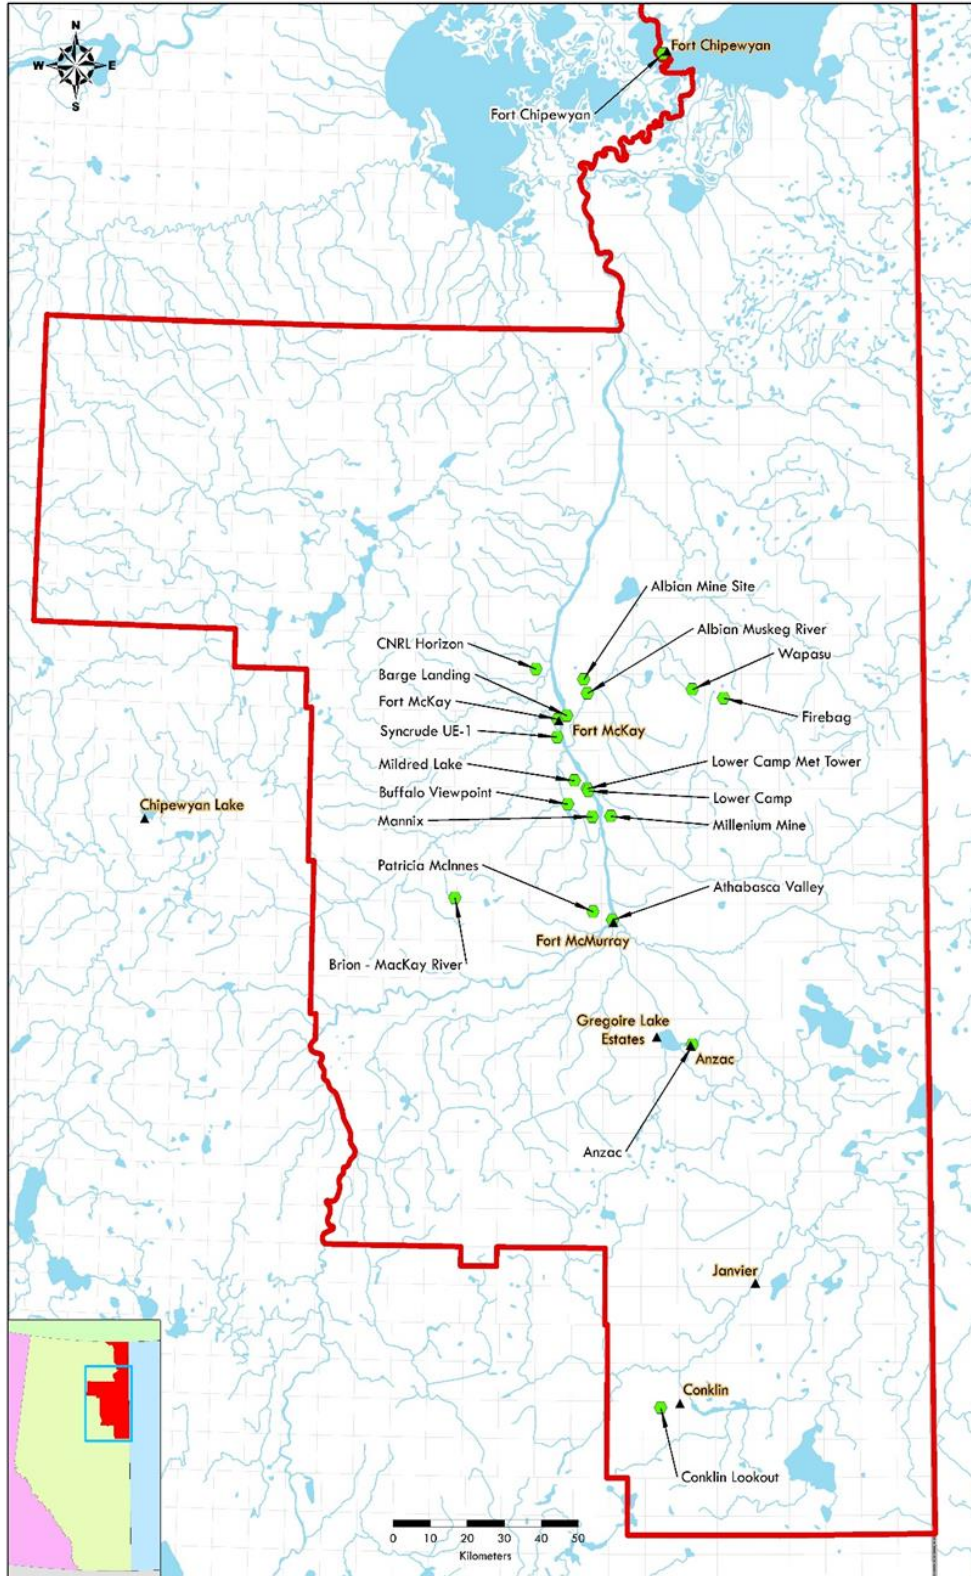 N
W E
S
Fort Chipewyan
Fort Chipewyan
Albian Mine Site
Albian Muskeg River
CNRL Horizon
Wapasu
Barge Landing
Fort McKay
Firebag
Syncrude UE-1
Fort McKay
Mildred Lake
Lower Camp Met Tower
Buffalo Viewpoint
Lower Camp
Chipewyan Lake
Mannix
Millenium Mine
Patricia McInnes
Athabasca Valley
Fort McMurray
Brion - MacKay River
Gregoire Lake
Estates
Anzac
Anzac
Janvier
Conklin
Conklin Lookout
0 10 20 30 40 50
Kilometers